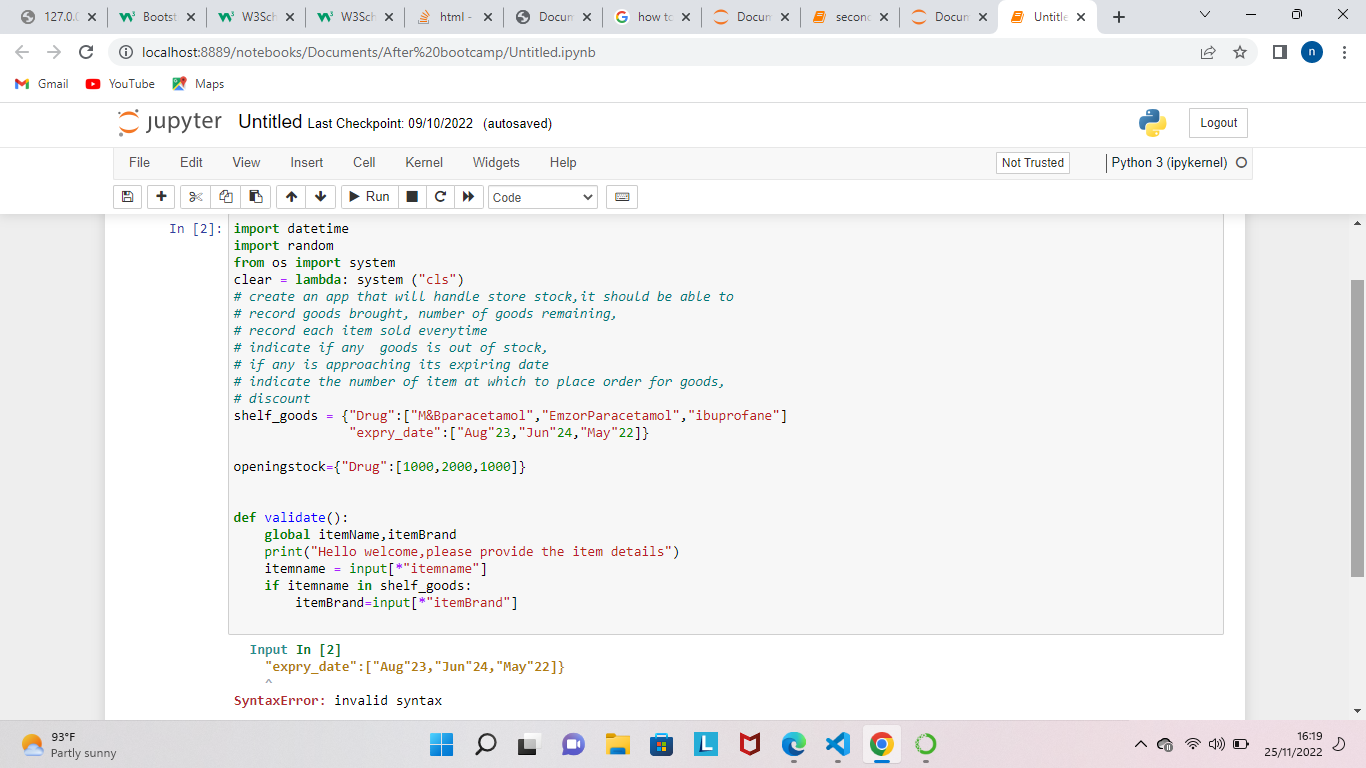 127.0.
Bootst
W3Sch
W3Sch
html -
Docum
how to
Docum
second
Docum
Untitle
localhost:8889/notebooks/Documents/After%20bootcamp/Untitled.ipynb
n
Gmail
YouTube
Maps
jupyter Untitled Last Checkpoint: 09/10/2022 (autosaved)
Logout
File Edit View Insert Cell Kernel Widgets Help
Not Trusted
Python 3 (ipykernel)
Run
Code
In [2]:
import datetime
import random
from os import system
clear = lambda: system ("cls")
# create an app that will handle store stock,it should be able to
# record goods brought, number of goods remaining,
# record each item sold everytime
# indicate if any  goods is out of stock,
# if any is approaching its expiring date
# indicate the number of item at which to place order for goods,
# discount
shelf_goods = {"Drug":["M&Bparacetamol","EmzorParacetamol","ibuprofane"]
"expry_date":["Aug"23,"Jun"24,"May"22]}
openingstock={"Drug":[1000,2000,1000]}
def validate():
global itemName,itemBrand
print("Hello welcome,please provide the item details")
itemname = input[*"itemname"]
if itemname in shelf_goods:
itemBrand=input[*"itemBrand"]
Input In [2]
"expry_date":["Aug"23,"Jun"24,"May"22]}
^
SyntaxError: invalid syntax
93°F
Partly sunny
L
16:19
25/11/2022